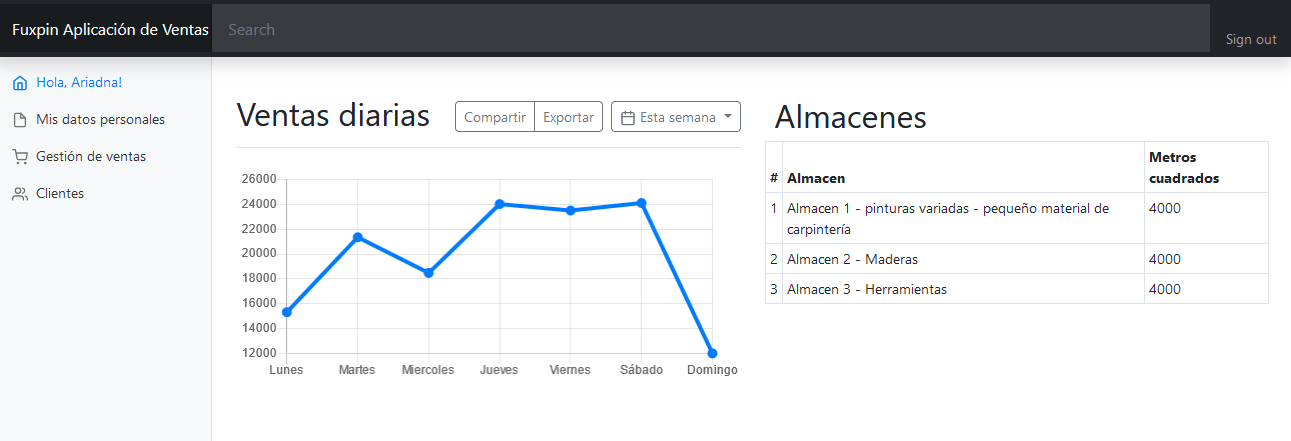 Fuxpin Aplicación de Ventas
Search
Sign out
Hola, Ariadna!
Mis datos personales
Gestión de ventas
Clientes
Ventas diarias
Compartir
Exportar
Esta semana
26000
24000
22000
20000
18000
16000
14000
12000
Lunes Martes Miercoles Jueves Viernes Sábado Domingo
Almacenes
# Almacen Metros
cuadrados
1 Almacen 1 - pinturas variadas - pequeño material de 4000
carpintería
2 Almacen 2 - Maderas 4000
3 Almacen 3 - Herramientas 4000